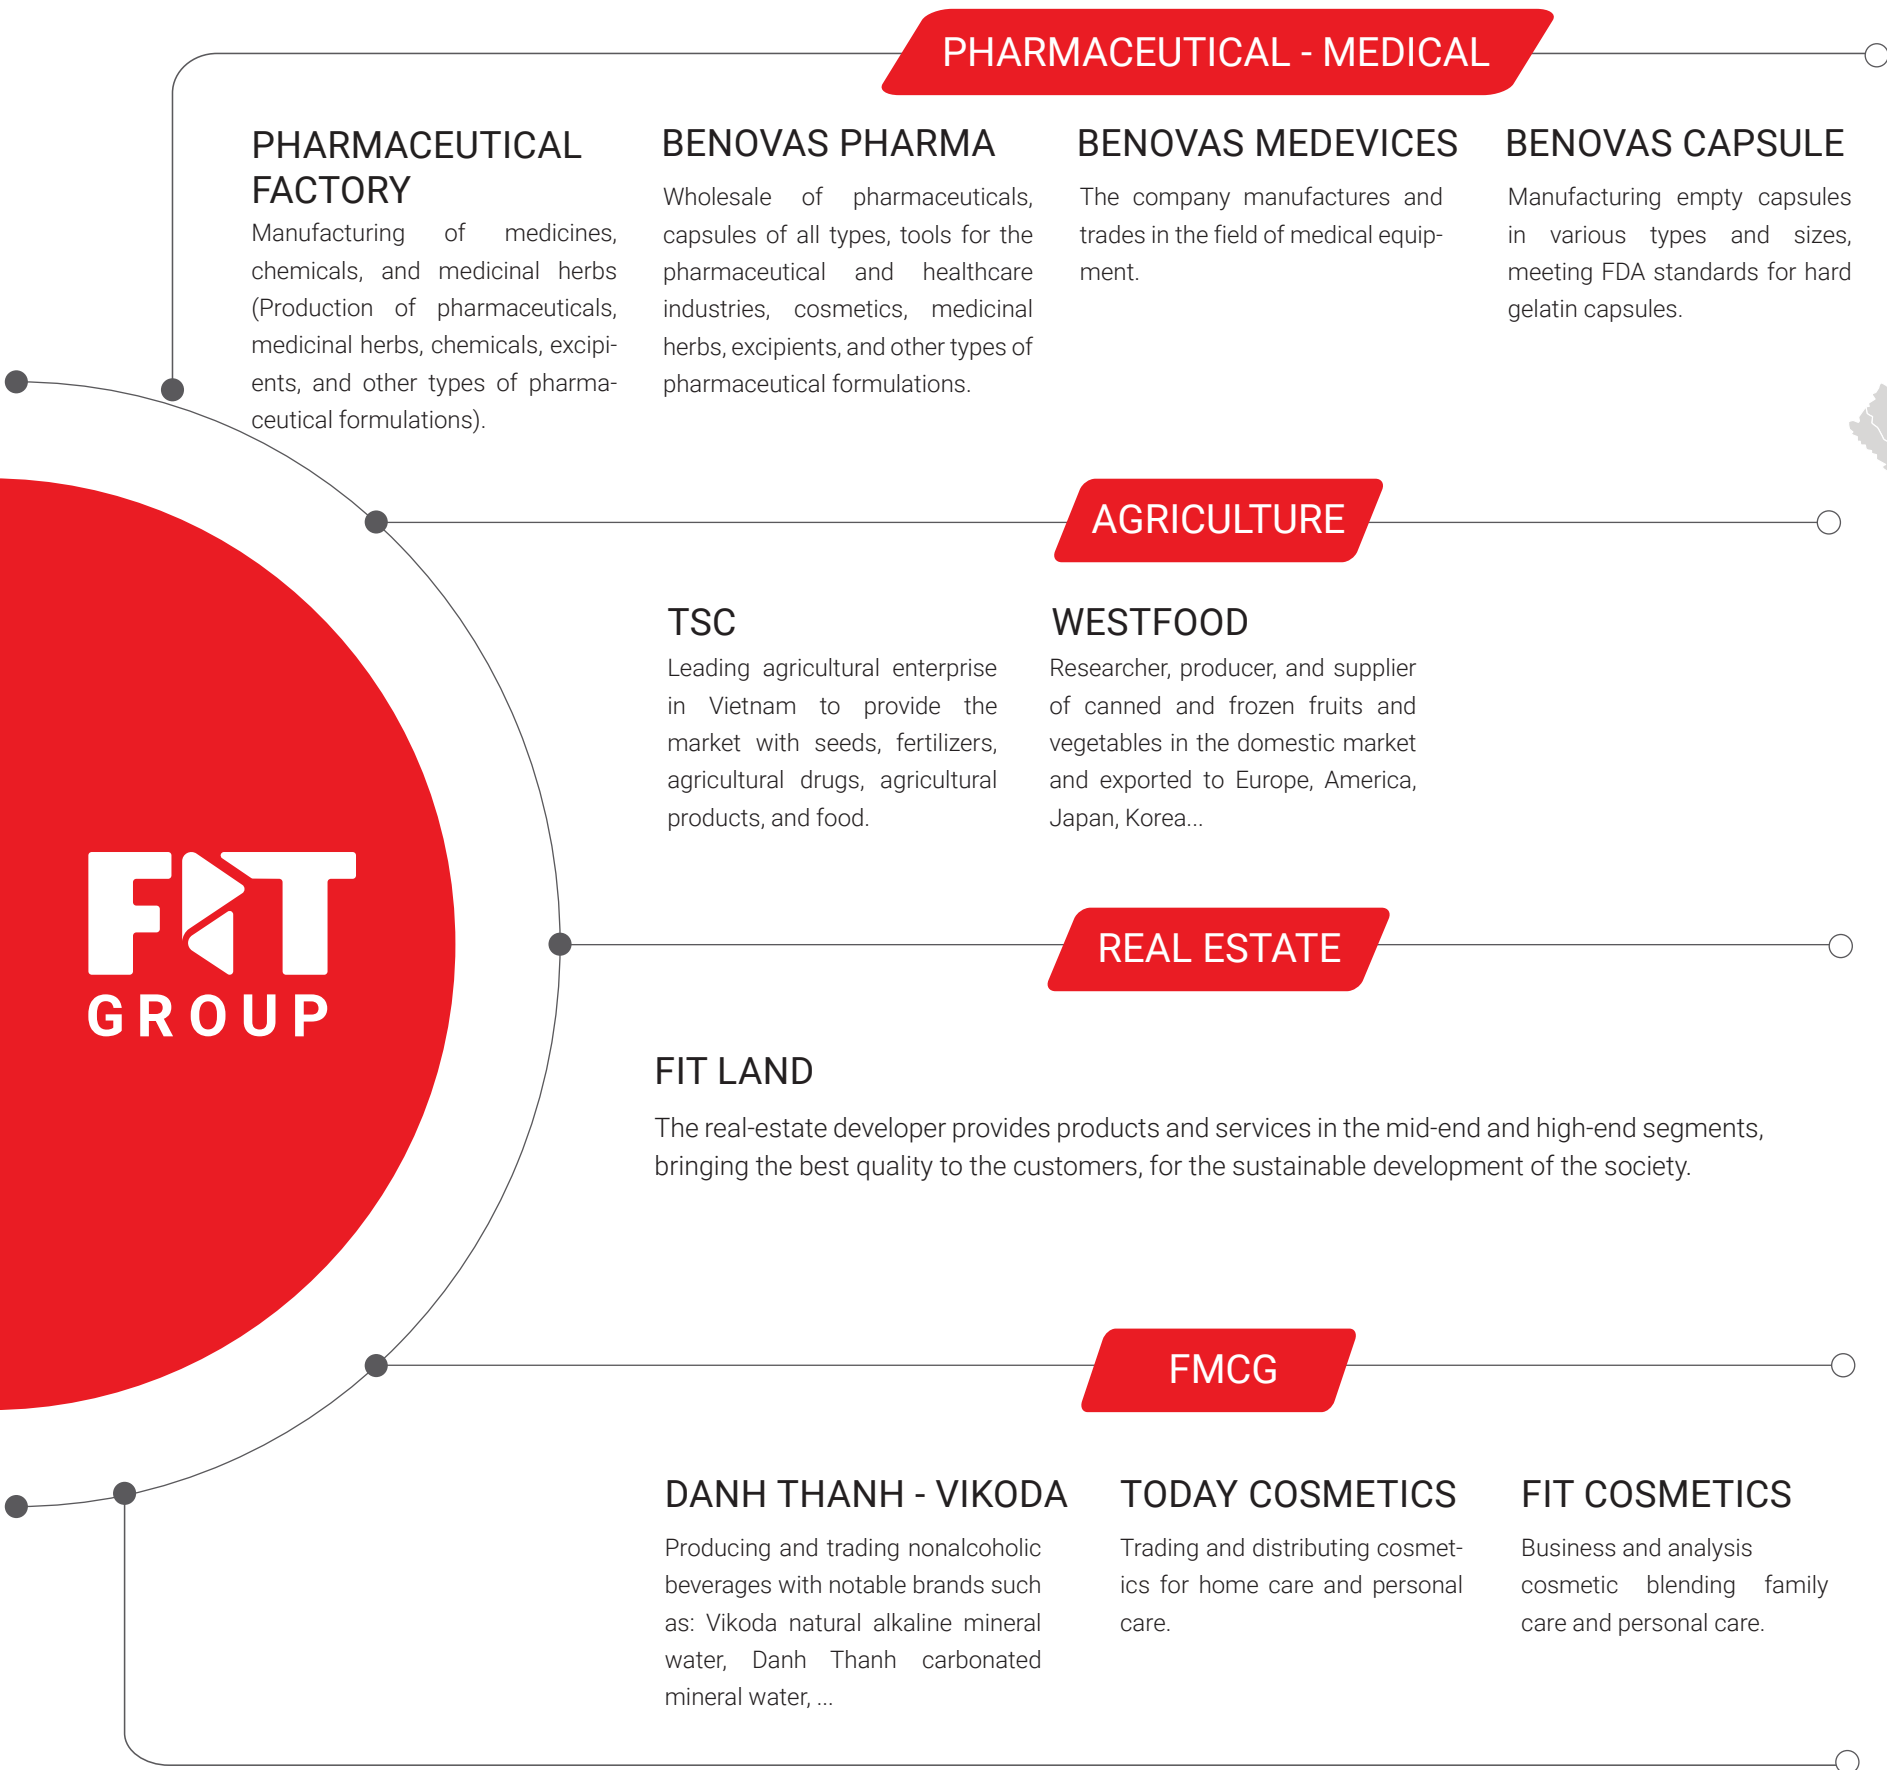 PHARMACEUTICAL - MEDICAL
PHARMACEUTICAL
FACTORY
Manufacturing of medicines,
chemicals, and medicinal herbs
(Production of pharmaceuticals,
medicinal herbs, chemicals, excipi-
ents, and other types of pharma-
ceutical formulations).
BENOVAS PHARMA
Wholesale of pharmaceuticals,
capsules of all types, tools for the
pharmaceutical and healthcare
industries, cosmetics, medicinal
herbs, excipients, and other types of
pharmaceutical formulations.
BENOVAS MEDEVICES
The company manufactures and
trades in the field of medical equip-
ment.
BENOVAS CAPSULE
Manufacturing empty capsules
in various types and sizes,
meeting FDA standards for hard
gelatin capsules.
AGRICULTURE
TSC
Leading agricultural enterprise
in Vietnam to provide the
market with seeds, fertilizers,
agricultural drugs, agricultural
products, and food.
WESTFOOD
Researcher, producer, and supplier
of canned and frozen fruits and
vegetables in the domestic market
and exported to Europe, America,
Japan, Korea...
FIT
GROUP
REAL ESTATE
FIT LAND
The real-estate developer provides products and services in the mid-end and high-end segments,
bringing the best quality to the customers, for the sustainable development of the society.
FMCG
DANH THANH - VIKODA
Producing and trading nonalcoholic
beverages with notable brands such
as: Vikoda natural alkaline mineral
water, Danh Thanh carbonated
mineral water, ...
TODAY COSMETICS
Trading and distributing cosmet-
ics for home care and personal
care.
FIT COSMETICS
Business and analysis
cosmetic blending family
care and personal care.